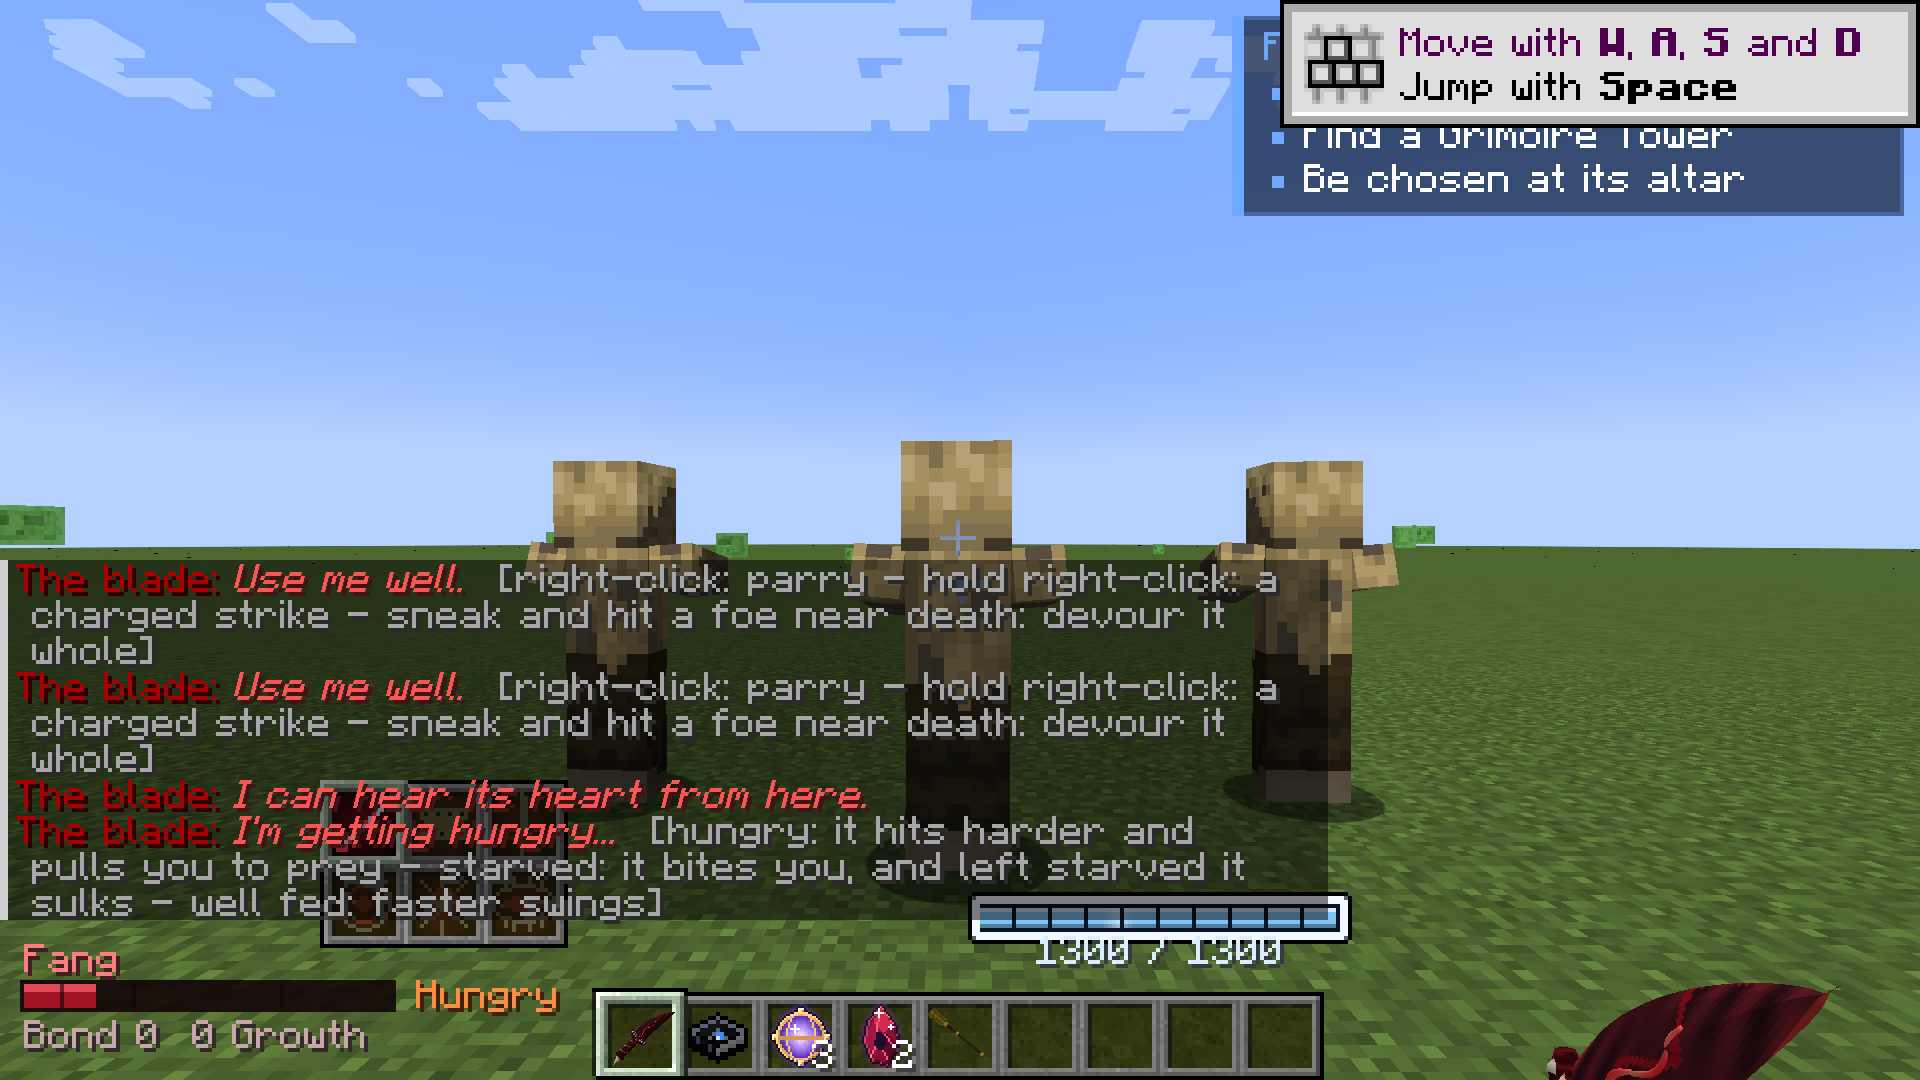 Move with W, A, S and D
Jump with Space
F
Find a Grimoire Tower
Be chosen at its altar
The blade: Use me well. [right-click: parry - hold right-click: a
charged strike - sneak and hit a foe near death: devour it
whole]
The blade: Use me well. [right-click: parry - hold right-click: a
charged strike - sneak and hit a foe near death: devour it
whole]
The blade: I can hear its heart from here.
The blade: I'm getting hungry... [hungry: it hits harder and
pulls you to prey - starved: it bites you, and left starved it
sulks - well fed: faster swings]
1300 / 1300
Fang
Hungry
Bond 0 0 Growth
3
2